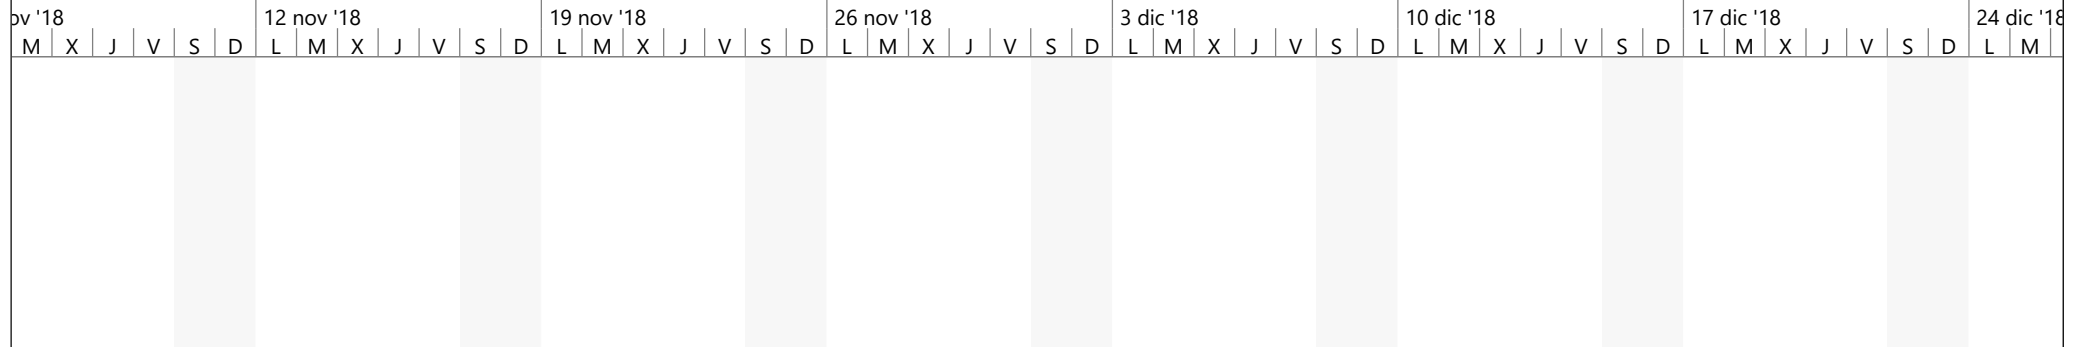 ov '18 12 nov '18 19 nov '18 26 nov '18 3 dic '18 10 dic '18 17 dic '18 24 dic '18
M X J V S D L M X J V S D L M X J V S D L M X J V S D L M X J V S D L M X J V S D L M X J V S D L M